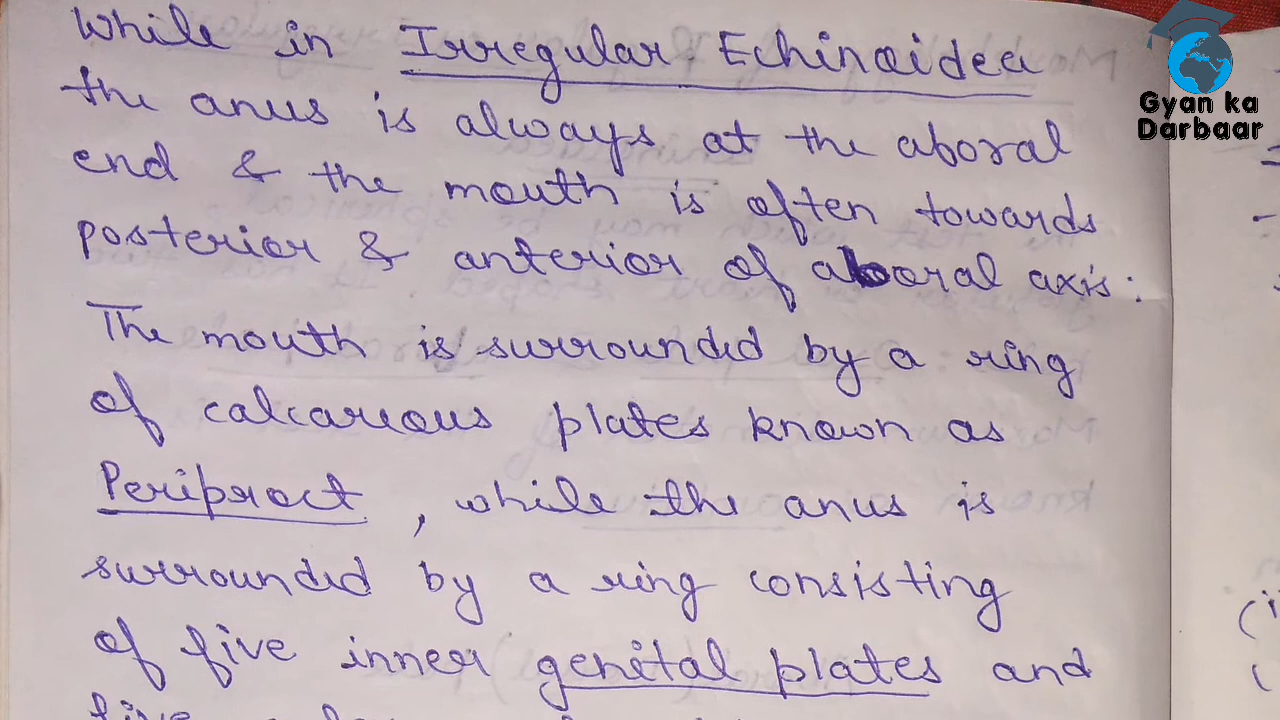 While in Irregular Echinoidea
the anus is always at the aboral
end & the mouth is often towards
posterior & anterior of aboral axis.
The mouth is surrounded by a ring
of calcareous plates known as
Periproct, while the anus is
surrounded by a ring consisting
of five inner genital plates and
five
Gyan ka
Darbaar